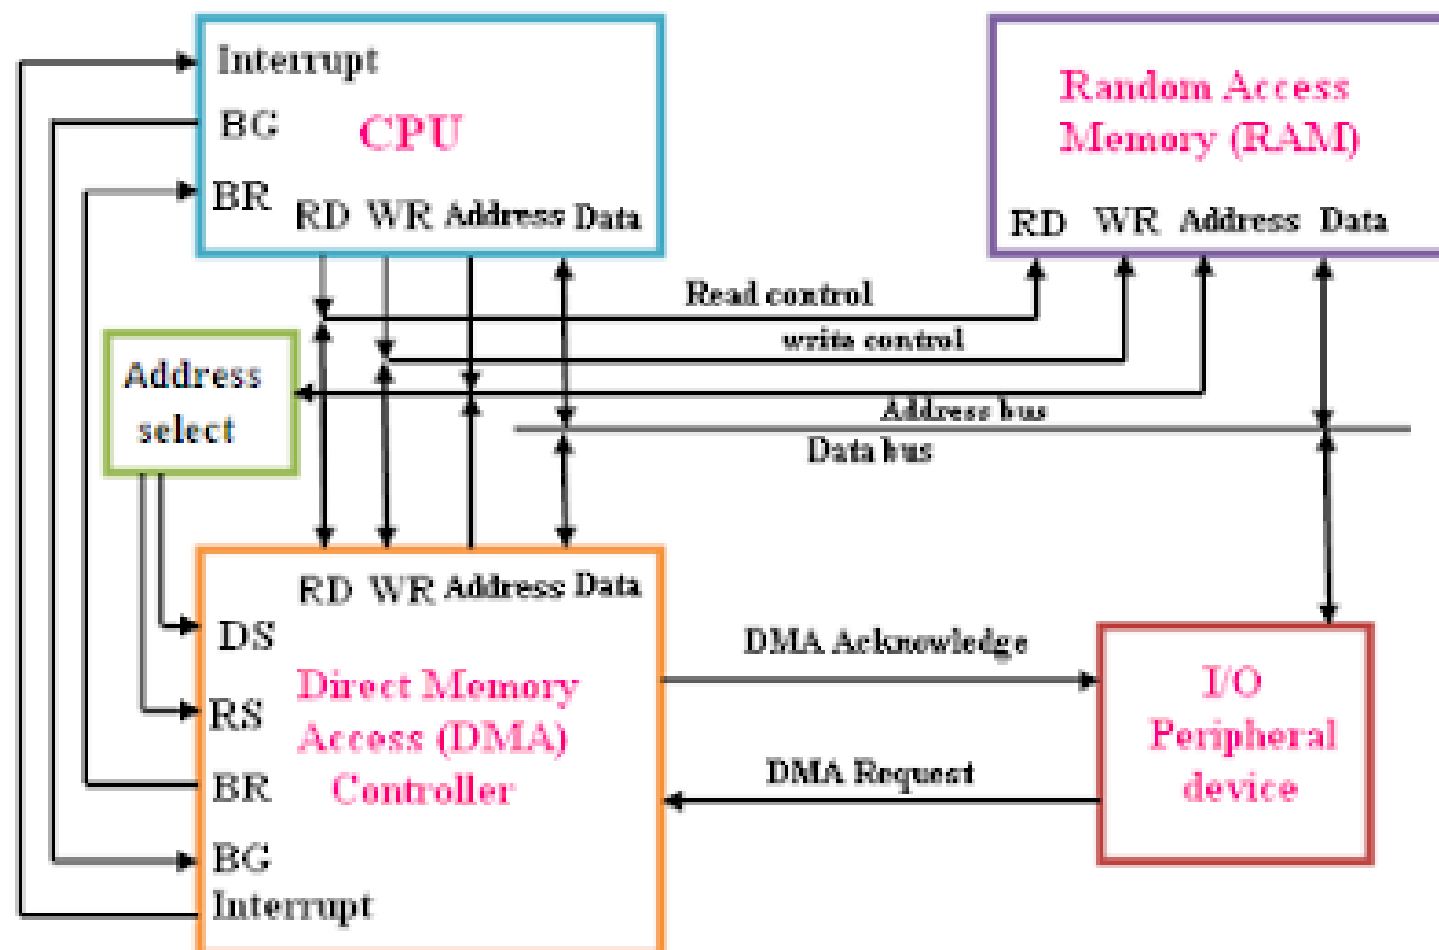 Interrupt
BG
CPU
BR
RD WR Address Data
Random Access
Memory (RAM)
RD WR Address Data
Read control
write control
Address
select
Address bus
Data bus
RD WR Address Data
DS
Direct Memory
Access (DMA)
Controller
RS
BR
BG
Interrupt
DMA Acknowledge
DMA Request
I/O
Peripheral
device